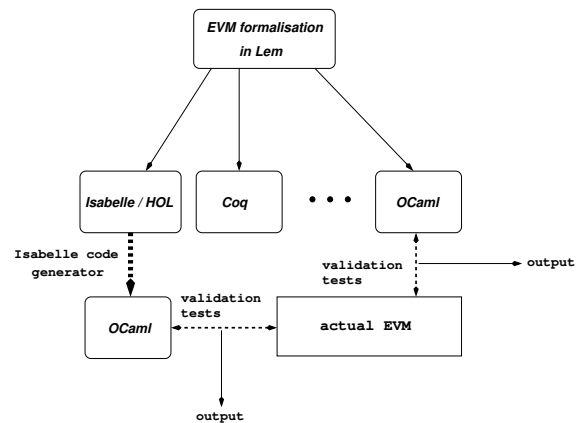 EVM formalisation
in Lem
Isabelle / HOL
Coq
OCaml
Isabelle code
generator
validation
tests
output
validation
tests
OCaml
actual EVM
output